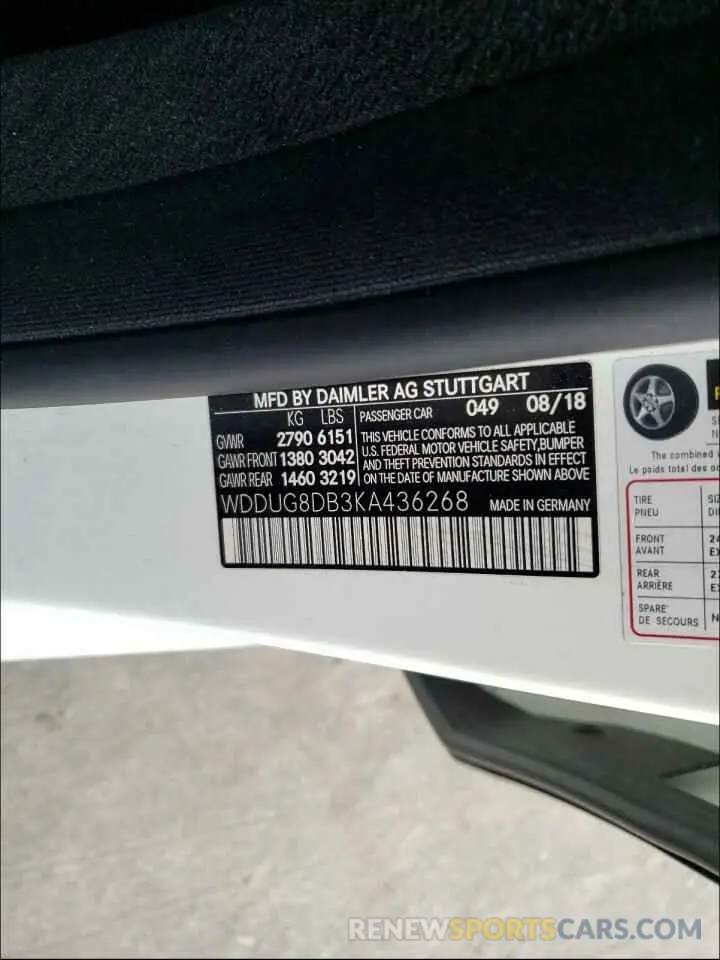 MFD BY DAIMLER AG STUTTGART
KG LBS PASSENGER CAR 049 08/18
GVWR 2790 6151
GAWR FRONT 1380 3042
GAWR REAR 1460 3219
THIS VEHICLE CONFORMS TO ALL APPLICABLE
U.S. FEDERAL MOTOR VEHICLE SAFETY,BUMPER
AND THEFT PREVENTION STANDARDS IN EFFECT
ON THE DATE OF MANUFACTURE SHOWN ABOVE
WDDUG8DB3KA436268 MADE IN GERMANY
The combined
Le poids total des
TIRE
PNEU
FRONT
AVANT
REAR
ARRIÈRE
SPARE
DE SECOURS
RENEWSPORTSCARS.COM